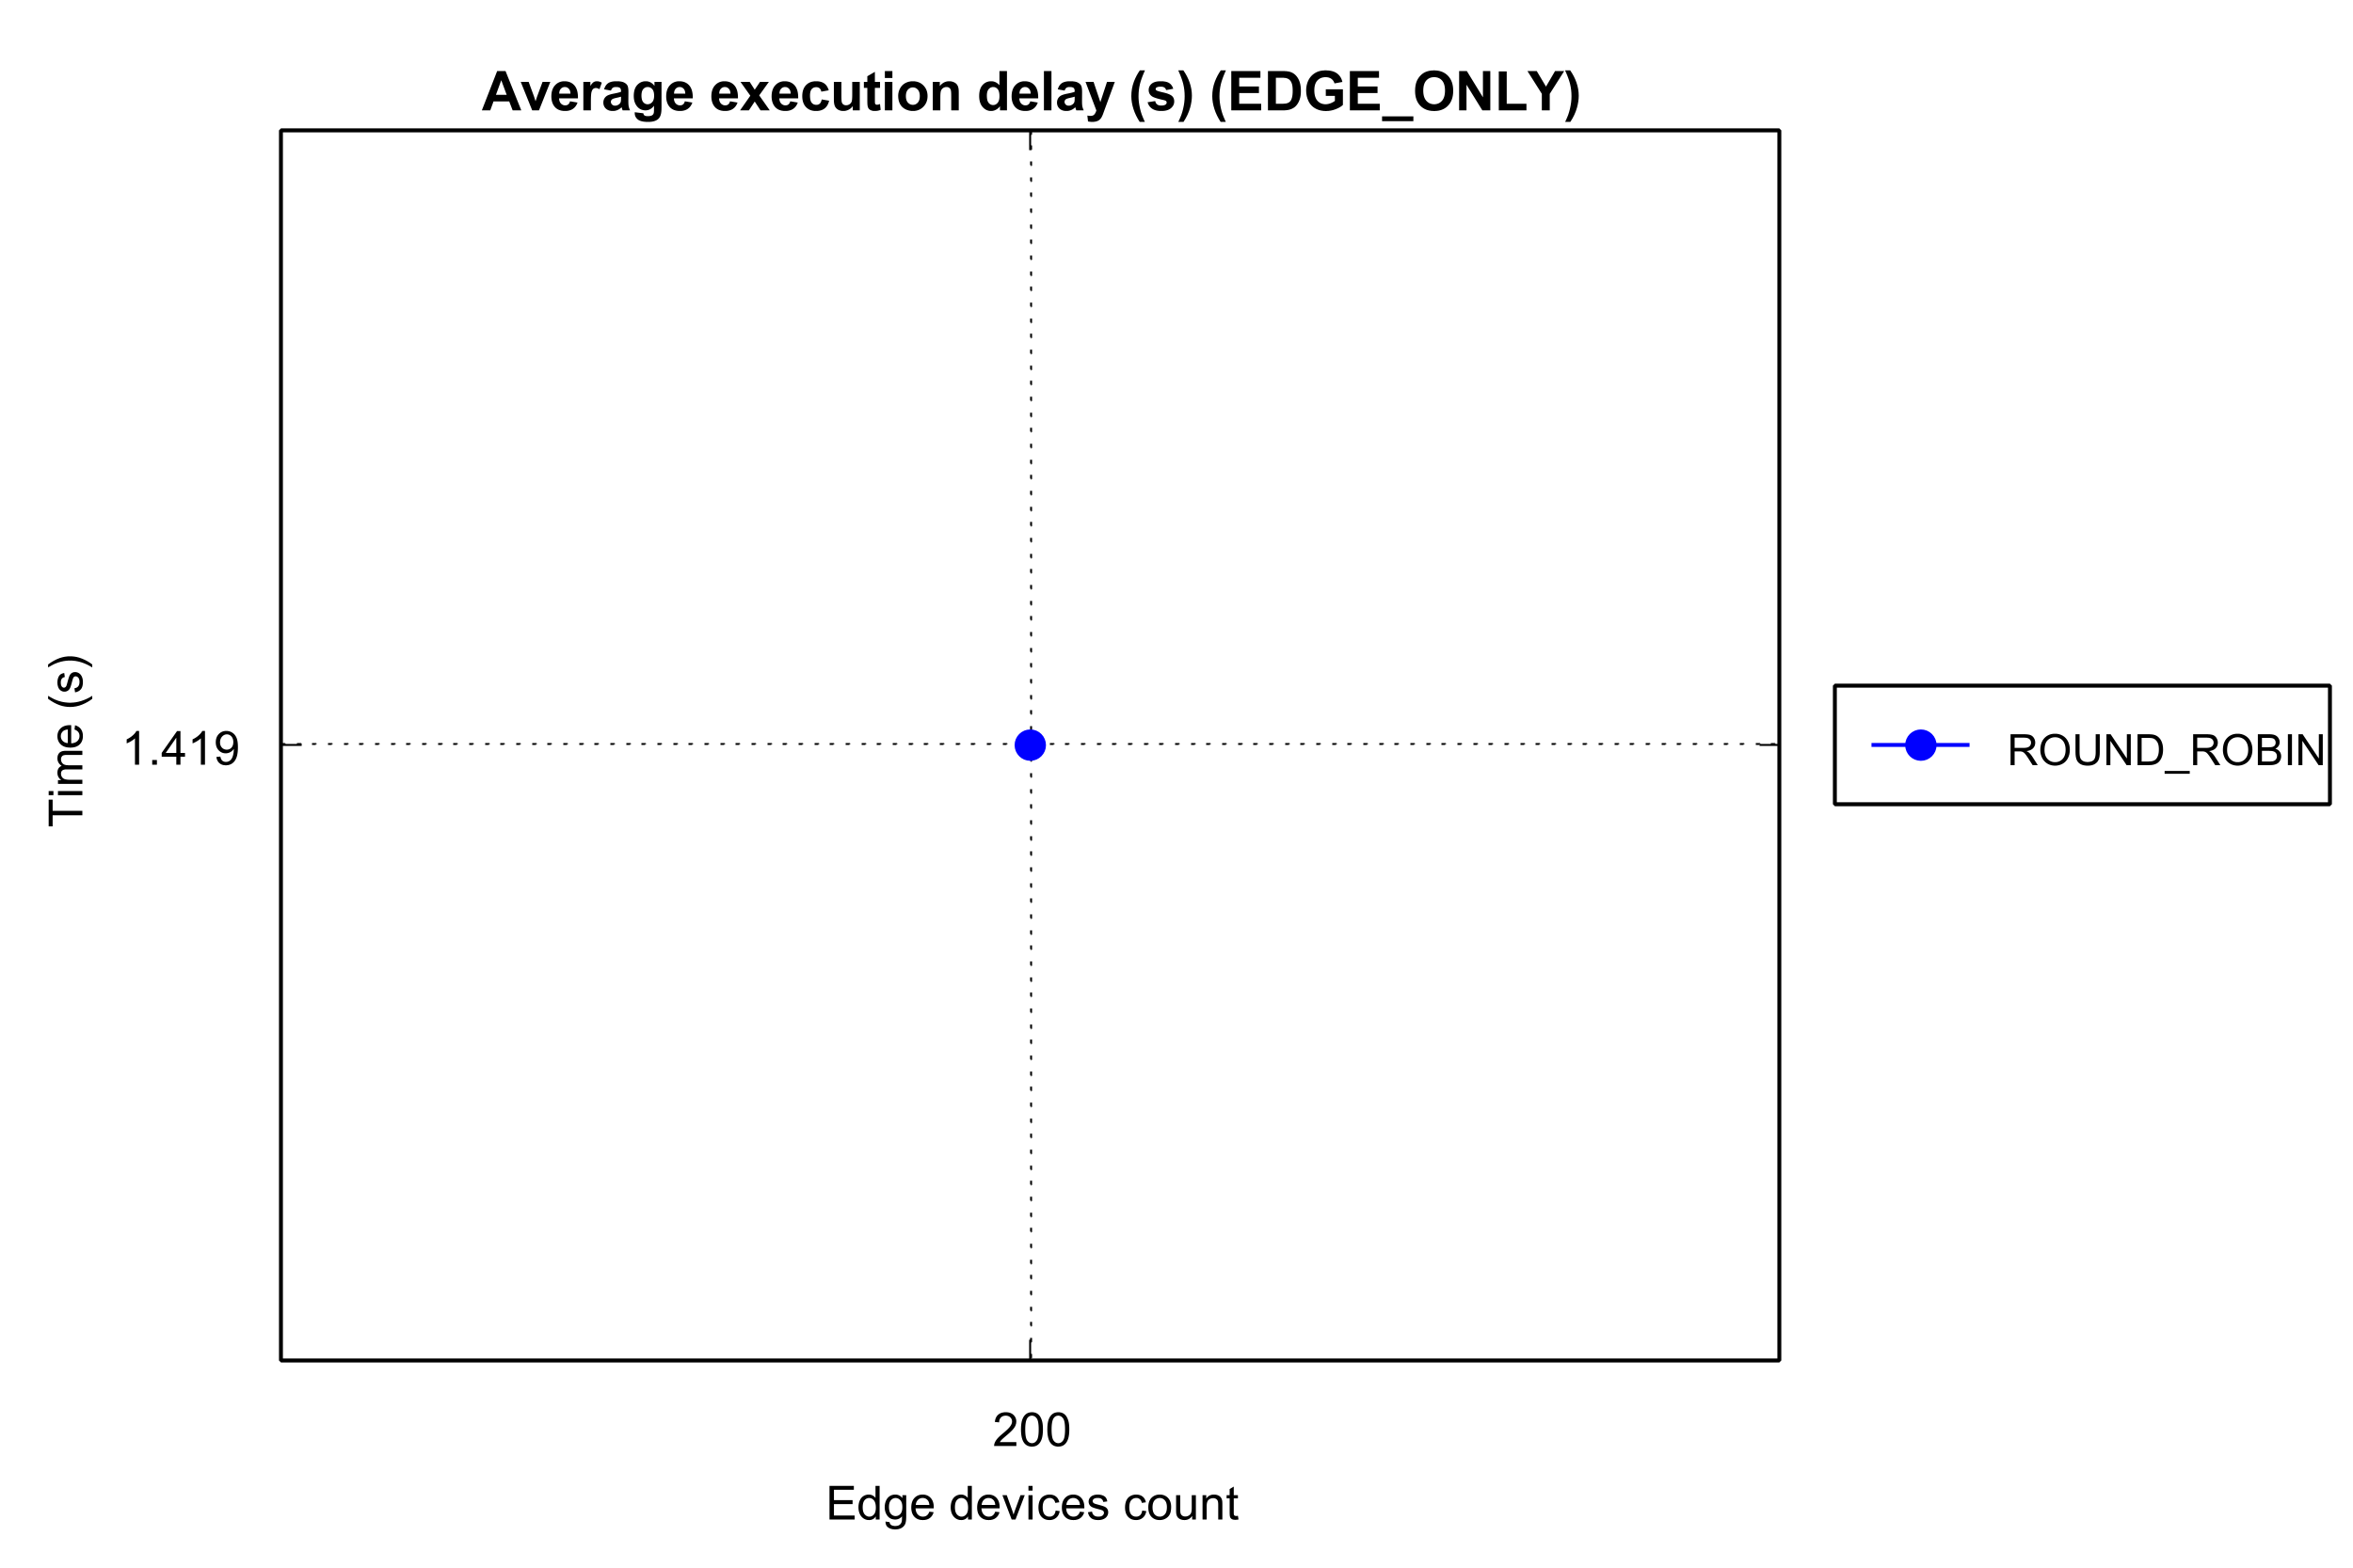 Average execution delay (s) (EDGE_ONLY)
Time (s)
1.419
ROUND_ROBIN
200
Edge devices count